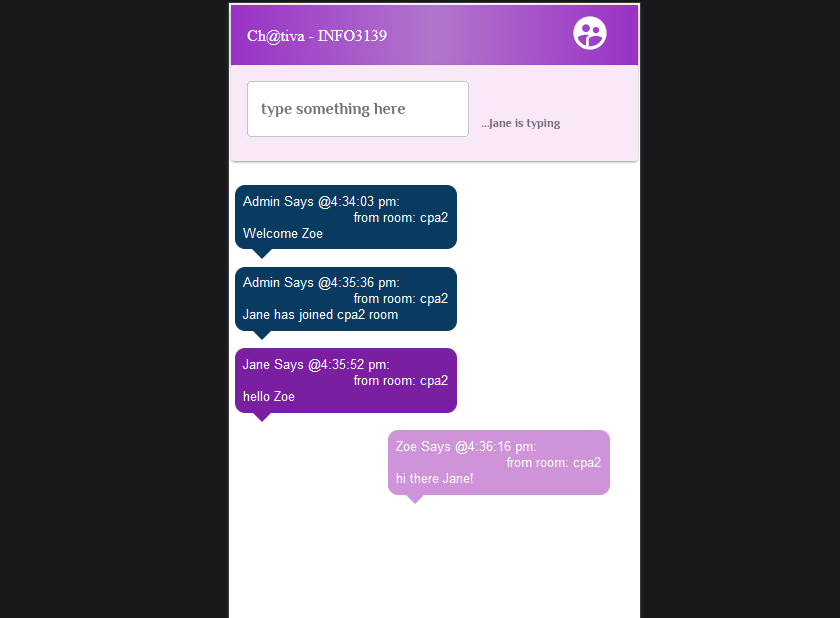 Ch@tiva - INFO3139
type something here
...Jane is typing
Admin Says @4:34:03 pm:
from room: cpa2
Welcome Zoe
Admin Says @4:35:36 pm:
from room: cpa2
Jane has joined cpa2 room
Jane Says @4:35:52 pm:
from room: cpa2
hello Zoe
Zoe Says @4:36:16 pm:
from room: cpa2
hi there Jane!